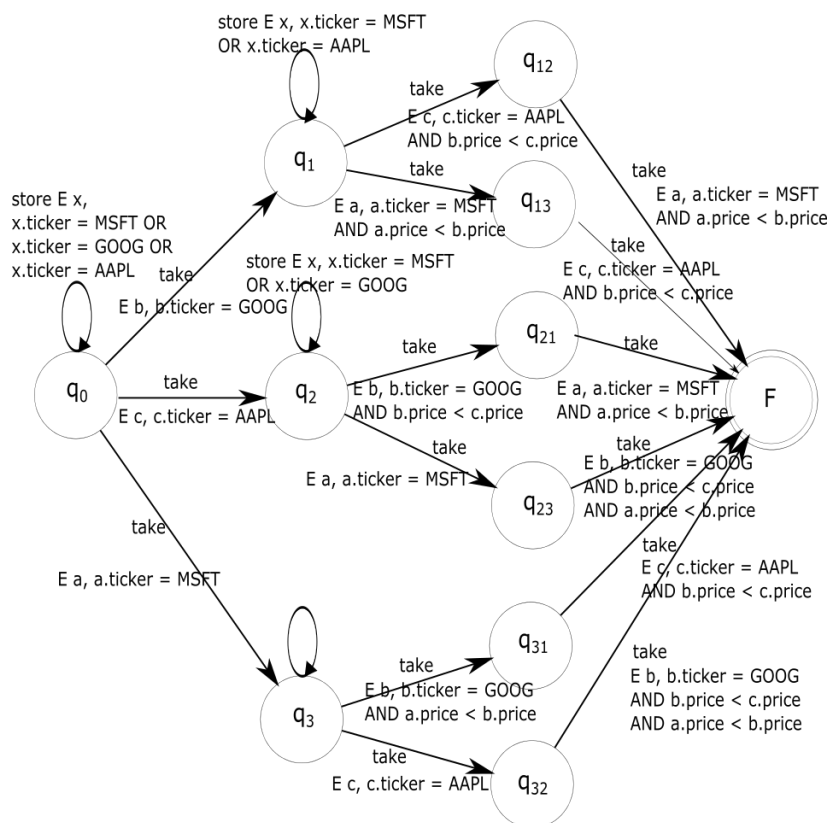 store E x, x.ticker = MSFT
OR x.ticker = AAPL
q12
take
E c, c.ticker = AAPL
AND b.price < c.price
q1
take
take
E a, a.ticker = MSFT
AND a.price < b.price
store E x,
x.ticker = MSFT OR
x.ticker = GOOG OR
x.ticker = AAPL
E a, a.ticker = MSFT
AND a.price < b.price
q13
take
E c, c.ticker = AAPL
AND b.price < c.price
take
E b, b.ticker = GOOG
store E x, x.ticker = MSFT
OR x.ticker = GOOG
q21
take
take
q0
take
E c, c.ticker = AAPL
q2
E b, b.ticker = GOOG
AND b.price < c.price
E a, a.ticker = MSFT
AND a.price < b.price
F
take
E a, a.ticker = MSFT
q23
take
E b, b.ticker = GOOG
AND b.price < c.price
AND a.price < b.price
take
E a, a.ticker = MSFT
take
E c, c.ticker = AAPL
AND b.price < c.price
q31
take
E b, b.ticker = GOOG
AND a.price < b.price
q3
take
E c, c.ticker = AAPL
q32
take
E b, b.ticker = GOOG
AND b.price < c.price
AND a.price < b.price